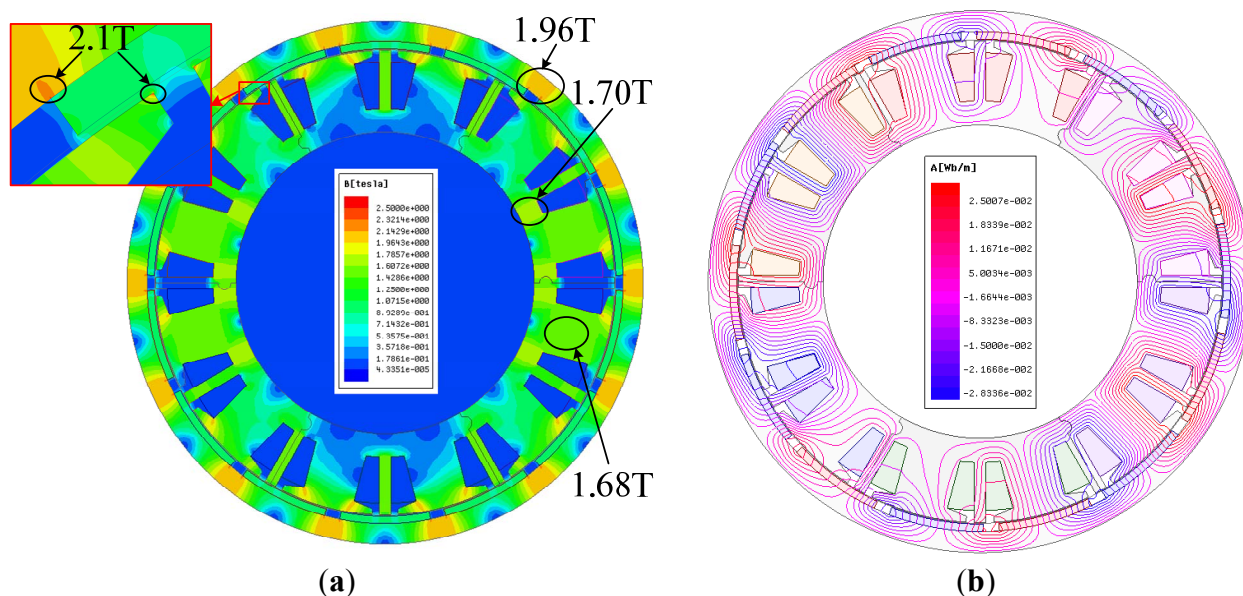 2.1T
1.96T
1.70T
B[tesla]
2.5000e+000
2.3214e+000
2.1429e+000
1.9643e+000
1.7857e+000
1.6072e+000
1.4286e+000
1.2500e+000
1.0715e+000
8.9289e-001
7.1432e-001
5.3575e-001
3.5718e-001
1.7861e-001
4.3351e-005
1.68T
(a)
A[Wb/m]
2.5007e-002
1.8339e-002
1.1671e-002
5.0034e-003
-1.6644e-003
-8.3323e-003
-1.5000e-002
-2.1668e-002
-2.8336e-002
(b)